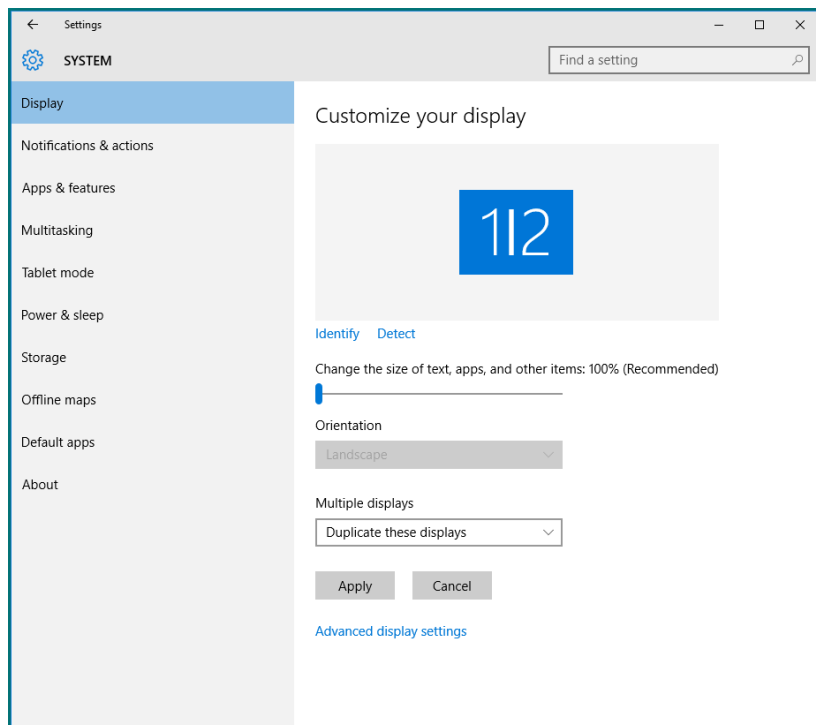 Settings
SYSTEM
Find a setting
Display
Notifications & actions
Apps & features
Multitasking
Tablet mode
Power & sleep
Storage
Offline maps
Default apps
About
Customize your display
1|2
Identify Detect
Change the size of text, apps, and other items: 100% (Recommended)
Orientation
Landscape
Multiple displays
Duplicate these displays
Apply Cancel
Advanced display settings